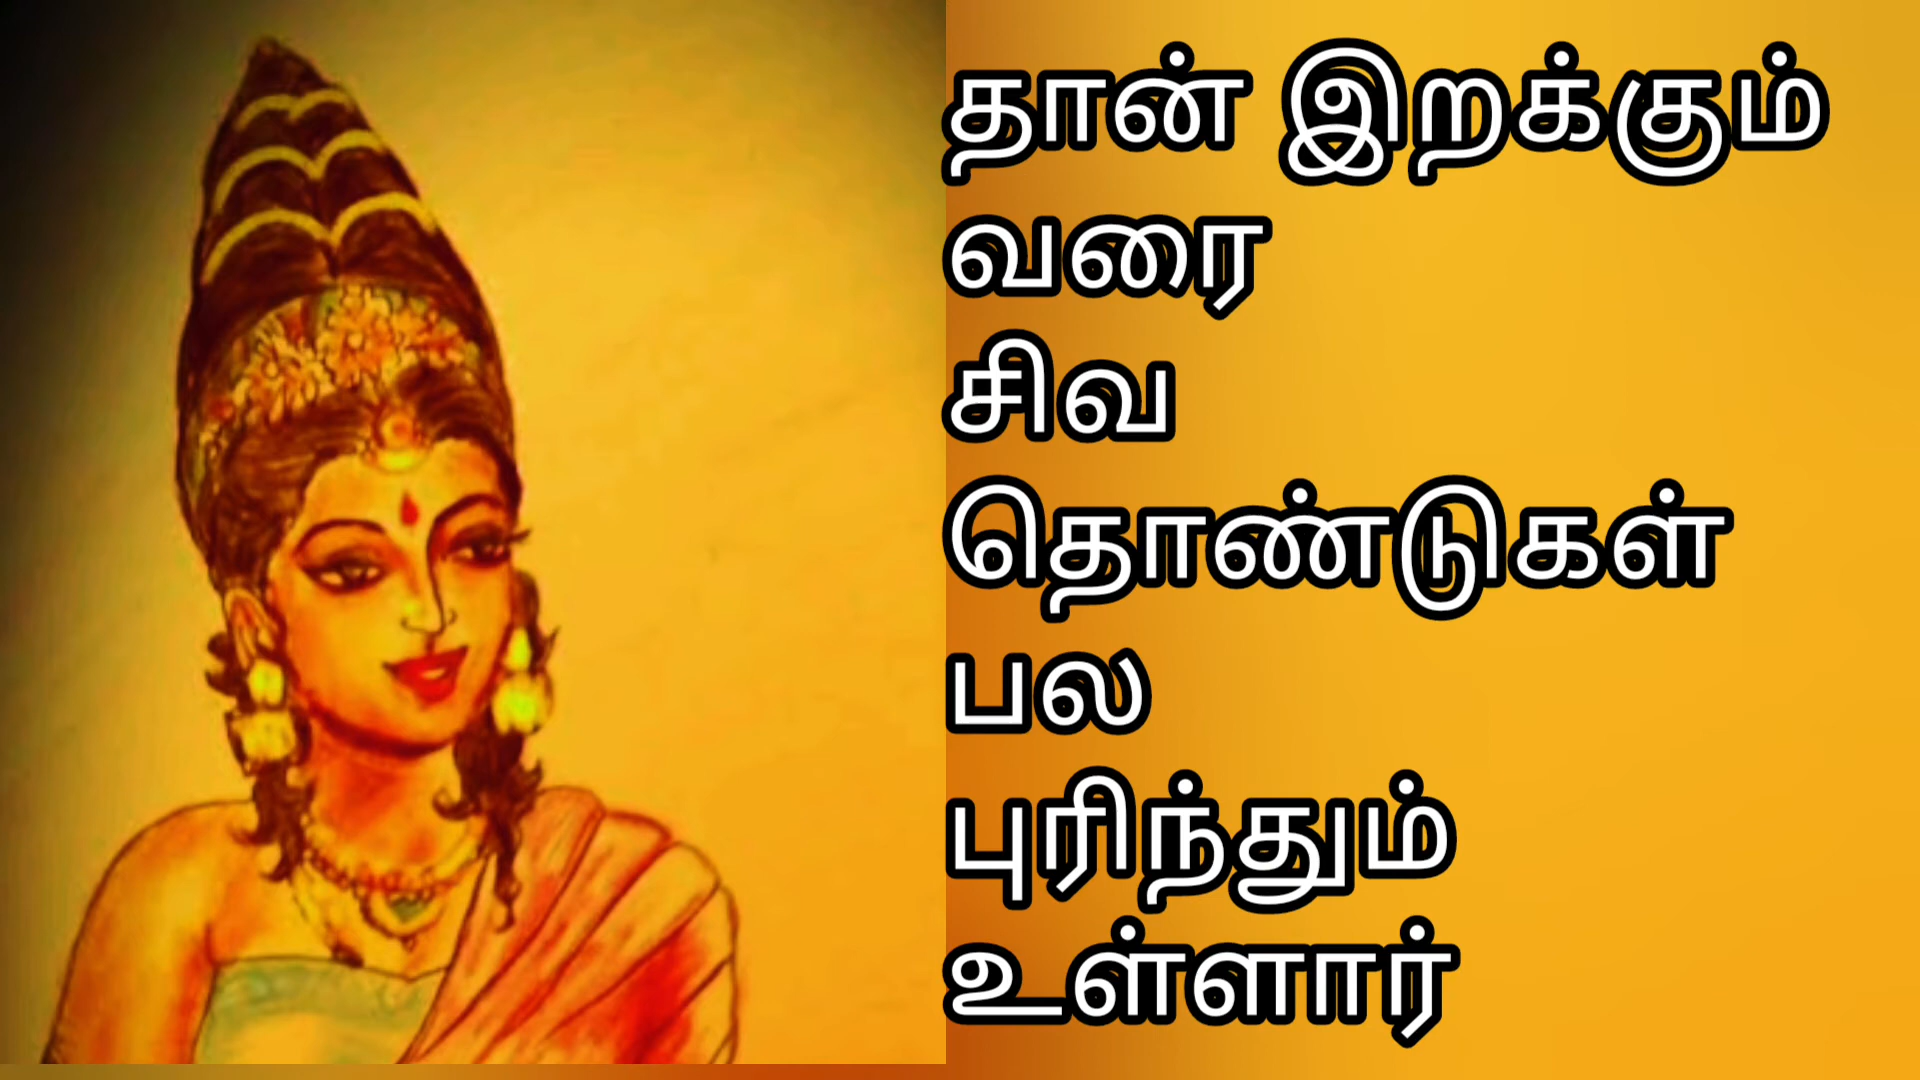 தான் இறக்கும்
வரை
சிவ
தொண்டுகள்
பல
புரிந்தும்
உள்ளார்